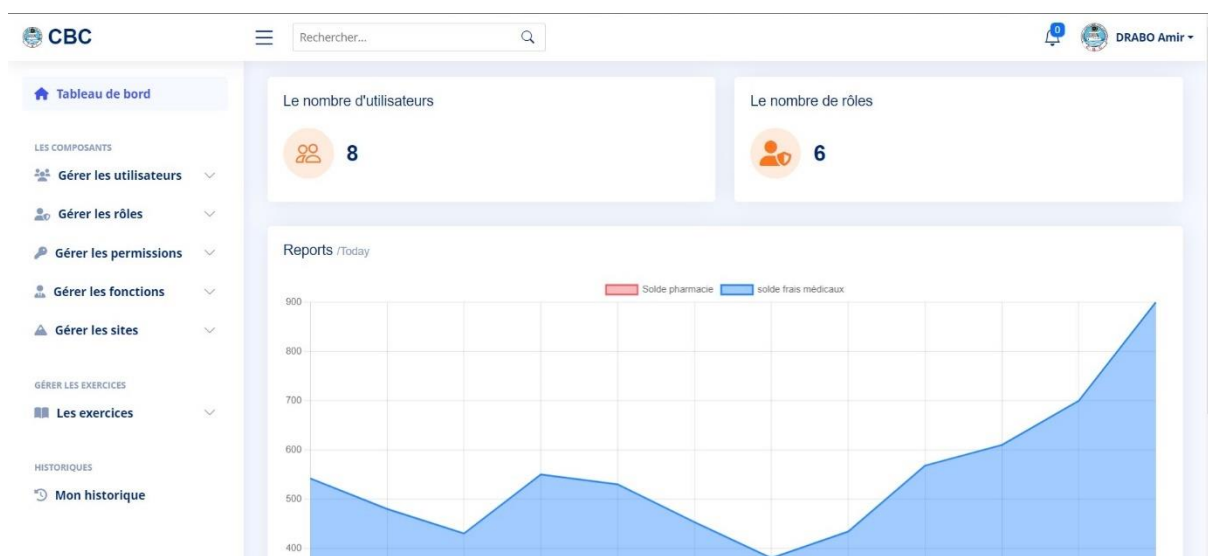 CBC
Rechercher...
0
DRABO Amir
Tableau de bord
LES COMPOSANTS
Gérer les utilisateurs
Gérer les rôles
Gérer les permissions
Gérer les fonctions
Gérer les sites
GÉRER LES EXERCICES
Les exercices
HISTORIQUES
Mon historique
Le nombre d'utilisateurs
8
Le nombre de rôles
6
Reports /Today
Solde pharmacie solde frais médicaux
900
800
700
600
500
400